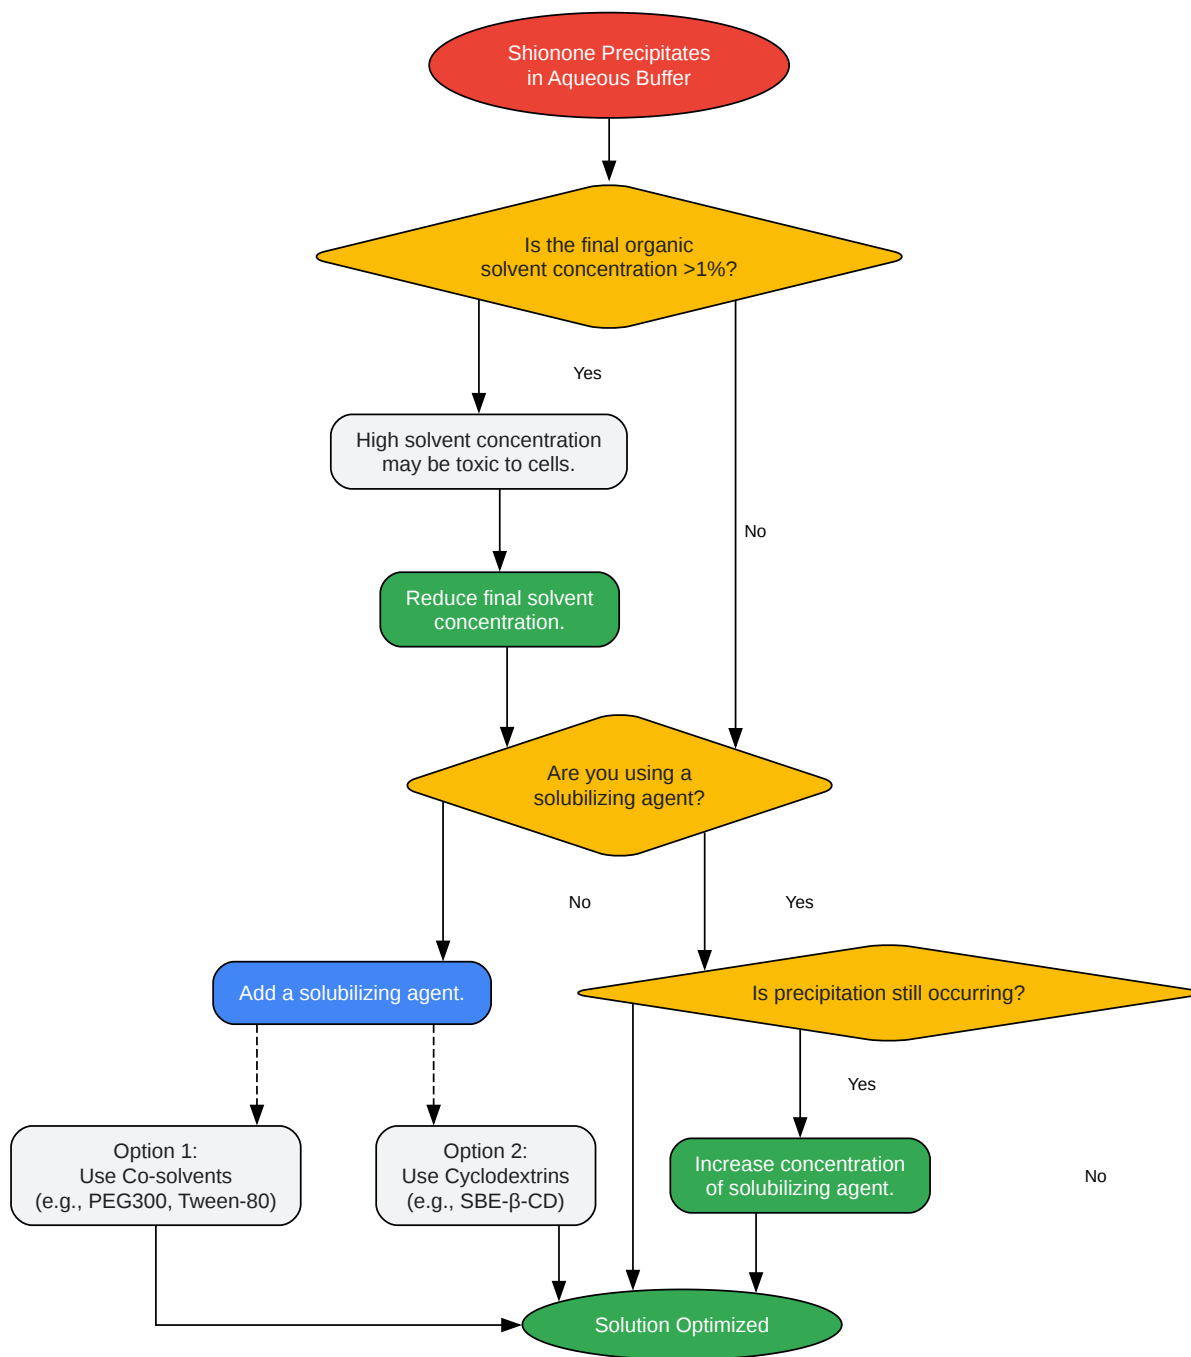 Shionone Precipitates
in Aqueous Buffer
Is the final organic
solvent concentration >1%?
Yes
High solvent concentration
may be toxic to cells.
No
Reduce final solvent
concentration.
Are you using a
solubilizing agent?
No
Yes
Add a solubilizing agent.
Is precipitation still occurring?
Yes
Option 1:
Use Co-solvents
(e.g., PEG300, Tween-80)
Option 2:
Use Cyclodextrins
(e.g., SBE-β-CD)
Increase concentration
of solubilizing agent.
No
Solution Optimized